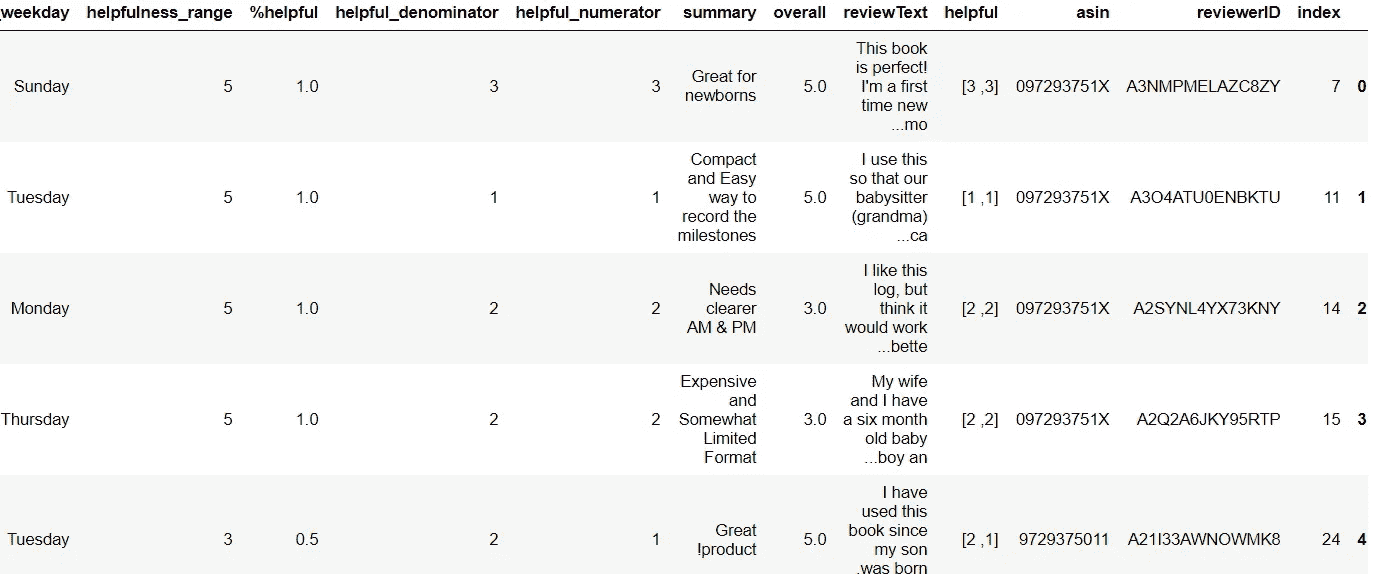 _weekday helpfulness_range %helpful helpful_denominator helpful_numerator summary overall reviewText helpful asin reviewerID index
Sunday 5 1.0 3 3
Great for
newborns
5.0
This book
is perfect!
I'm a first
time new
...mo
[3 ,3] 097293751X A3NMPMELAZC8ZY 7 0
Tuesday 5 1.0 1 1
Compact
and Easy
way to
record the
milestones
5.0
I use this
so that our
babysitter
(grandma)
...ca
[1 ,1] 097293751X A3O4ATU0ENBKTU 11 1
Monday 5 1.0 2 2
Needs
clearer
AM & PM
3.0
I like this
log, but
think it
would work
...bette
[2 ,2] 097293751X A2SYNL4YX73KNY 14 2
Thursday 5 1.0 2 2
Expensive
and
Somewhat
Limited
Format
3.0
My wife
and I have
a six month
old baby
...boy an
[2 ,2] 097293751X A2Q2A6JKY95RTP 15 3
Tuesday 3 0.5 2 1
Great
!product
5.0
I have
used this
book since
my son
.was born
[2 ,1] 9729375011 A21I33AWNOWMK8 24 4